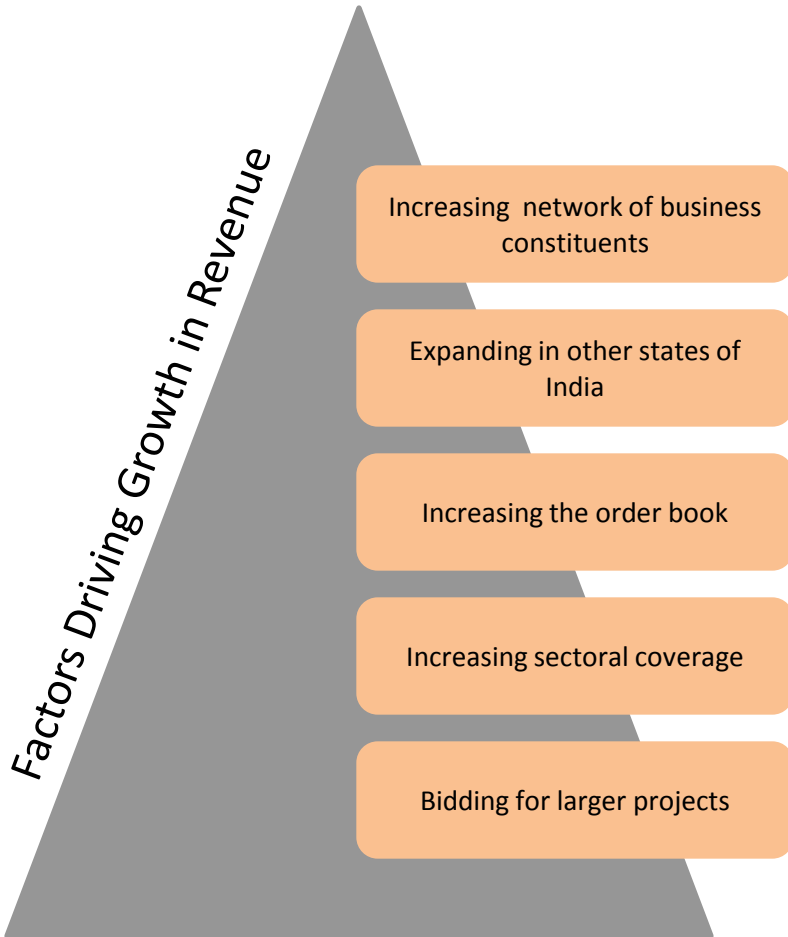 Factors Driving Growth in Revenue
Increasing  network of business
constituents
Expanding in other states of
India
Increasing the order book
Increasing sectoral coverage
Bidding for larger projects